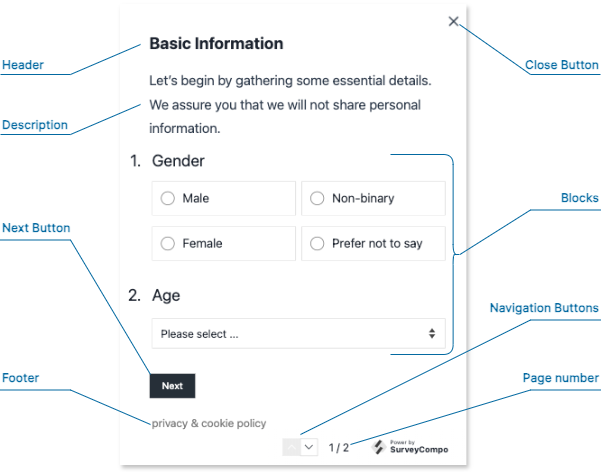 Basic Information
Header
Close Button
Let's begin by gathering some essential details.
We assure you that we will not share personal
information.
Description
1. Gender
Male
Non-binary
Female
Prefer not to say
Blocks
Next Button
2. Age
Please select ...
Navigation Buttons
Next
Footer
Page number
privacy & cookie policy
1 / 2
Power by
SurveyCompo